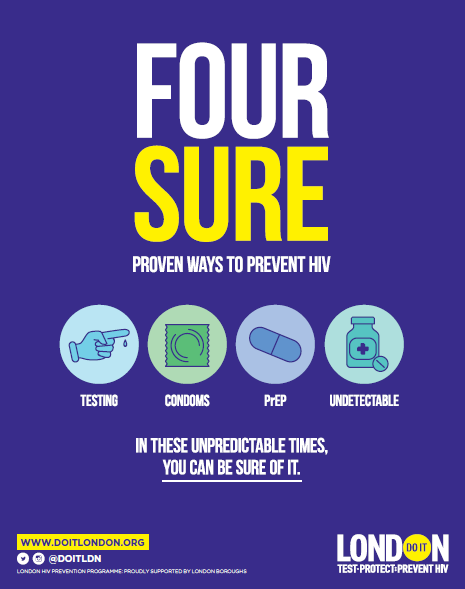 FOUR
SURE
PROVEN WAYS TO PREVENT HIV
TESTING
CONDOMS
PrEP
UNDETECTABLE
IN THESE UNPREDICTABLE TIMES,
YOU CAN BE SURE OF IT.
WWW.DOITLONDON.ORG
@DOITLDN
LONDON HIV PREVENTION PROGRAMME: PROUDLY SUPPORTED BY LONDON BOROUGHS
LONDON
DO IT
TEST•PROTECT•PREVENT HIV